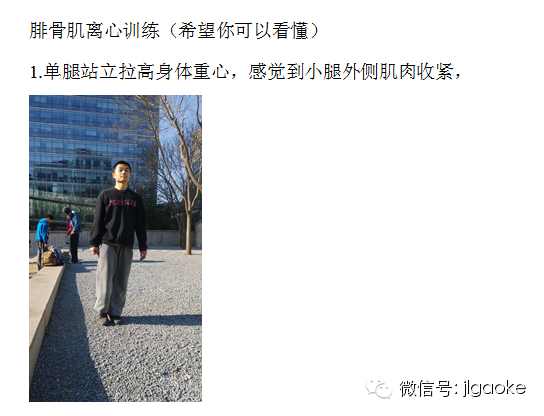 腓骨肌离心训练（希望你可以看懂）
1.单腿站立拉高身体重心，感觉到小腿外侧肌肉收紧，
微信号: jlgaoke